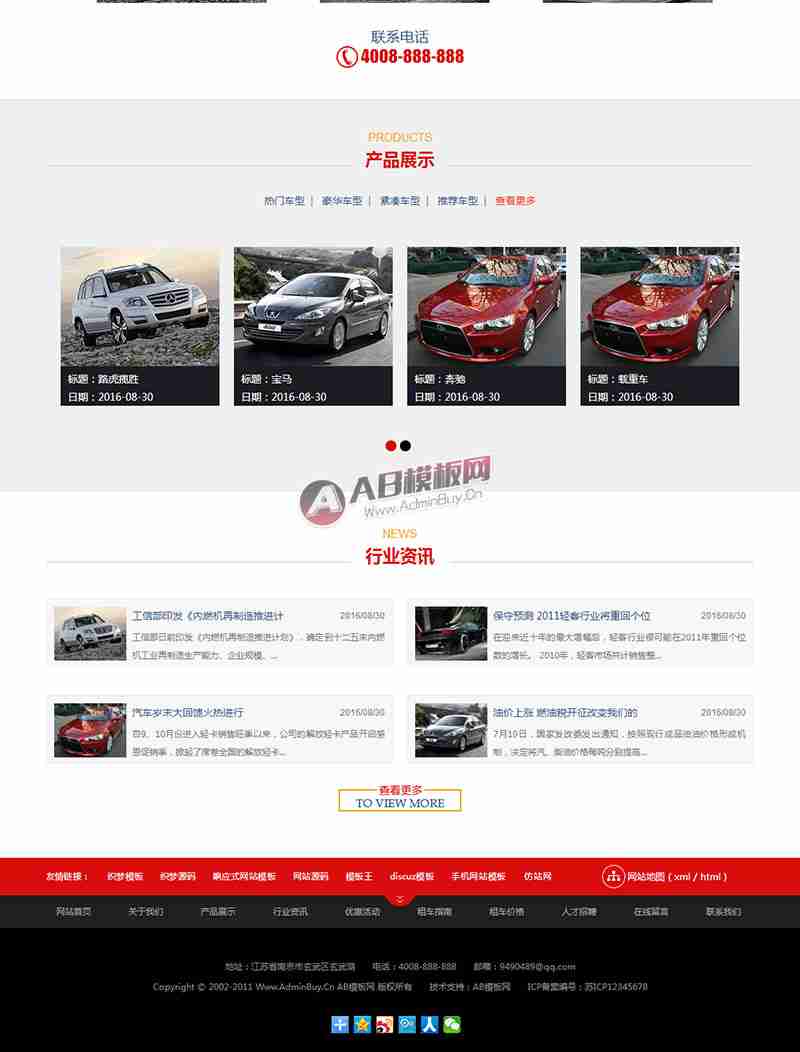 联系电话
4008-888-888
PRODUCTS
产品展示
热门车型 | 豪华车型 | 紧凑车型 | 推荐车型 | 查看更多
标题：路虎揽胜
日期：2016-08-30
标题：宝马
日期：2016-08-30
标题：奔驰
日期：2016-08-30
标题：载重车
日期：2016-08-30
AB模板网
Www.AdminBuy.Cn
NEWS
行业资讯
工信部印发《内燃机再制造推进计 2016/08/30
工信部日前印发《内燃机再制造推进计划》，确定到十二五末内燃
机工业再制造生产能力、企业规模、...
保守预测 2011轻客行业将重回个位 2016/08/30
在迎来近十年的最大增幅后，轻客行业很可能在2011年重回个位
数的增长。 2010年，轻客市场共计销售整...
汽车岁末大回馈火热进行 2016/08/30
自9、10月份进入轻卡销售旺季以来，公司的解放轻卡产品开启感
恩促销季，掀起了席卷全国的解放轻卡...
油价上涨 燃油税开征改变我们的 2016/08/30
7月10日，国家发改委发出通知，按照现行成品油油价格形成机
制，决定将汽、柴油价格每吨分别提高...
查看更多
TO VIEW MORE
友情链接： 织梦模板 织梦源码 响应式网站模板 网站源码 模板王 discuz模板 手机网站模板 仿站网 网站地图 ( xml / html )
网站首页 关于我们 产品展示 行业资讯 优惠活动 租车指南 租车价格 人才招聘 在线留言 联系我们
地址：江苏省南京市玄武区玄武湖 电话：4008-888-888 邮箱：9490489@qq.com
Copyright © 2002-2011 Www.AdminBuy.Cn AB模板网 版权所有 技术支持：AB模板网 ICP备案编号：苏ICP12345678